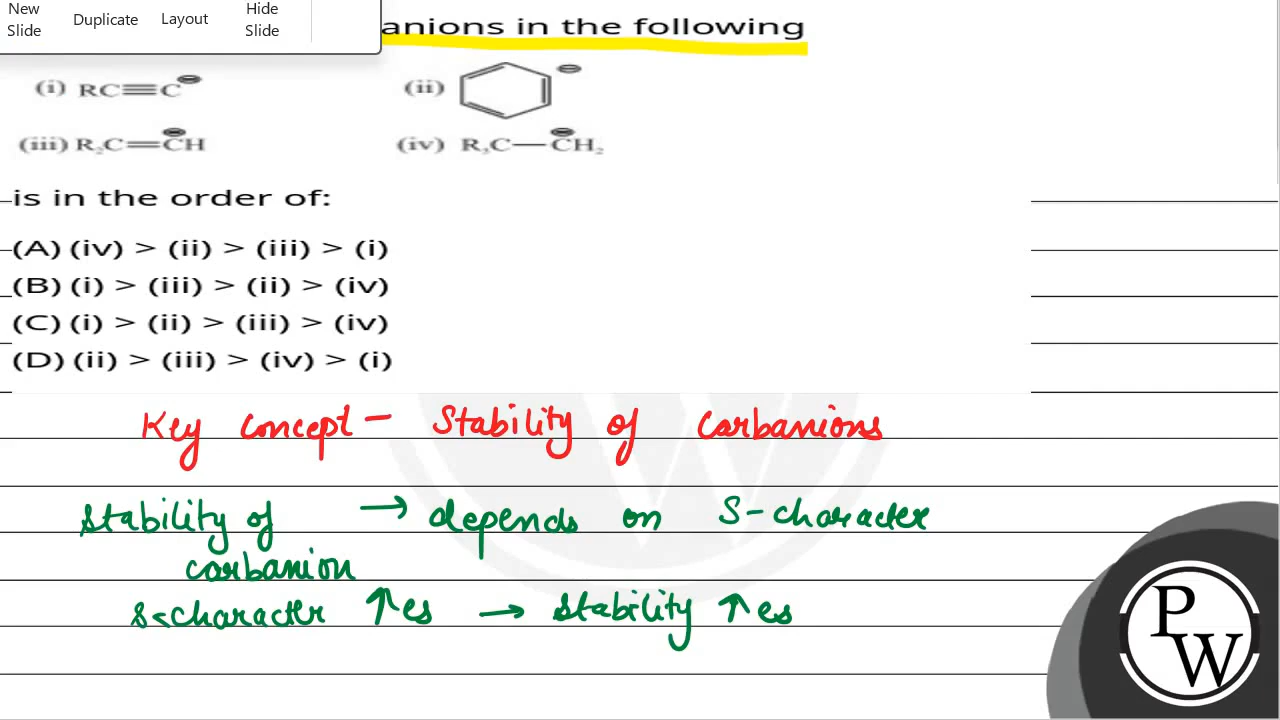 New Slide
Duplicate
Layout
Hide Slide
anions in the following
(i) RC≡C⊖
(ii) ⊖
(iii) R₂C=C⊖H
(iv) R₃C—C⊖H₂
is in the order of:
(A) (iv) > (ii) > (iii) > (i)
(B) (i) > (iii) > (ii) > (iv)
(C) (i) > (ii) > (iii) > (iv)
(D) (ii) > (iii) > (iv) > (i)
Key concept - Stability of carbanions
Stability of → depends on S-character
carbanion
s-character ↑es → stability ↑es
PW